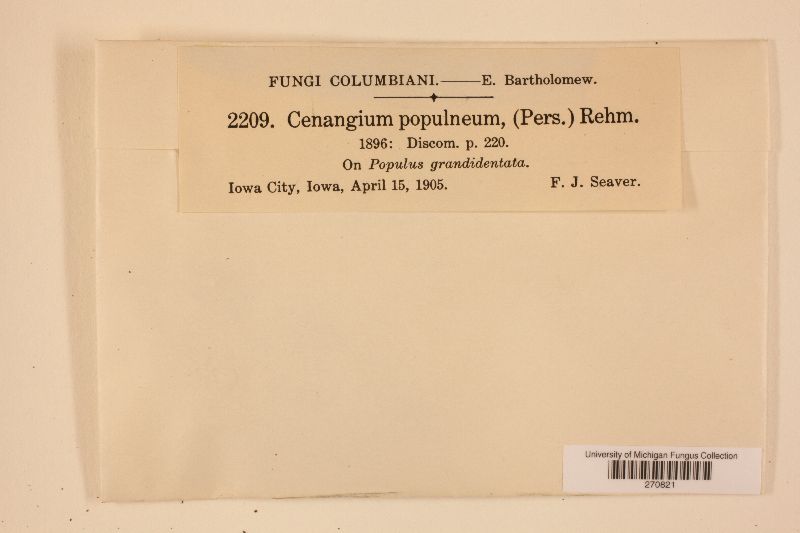 FUNGI COLUMBIANI.——E. Bartholomew.
2209. Cenangium populneum, (Pers.) Rehm.
1896: Discom. p. 220.
On Populus grandidentata.
Iowa City, Iowa, April 15, 1905. F. J. Seaver.
University of Michigan Fungus Collection
270821